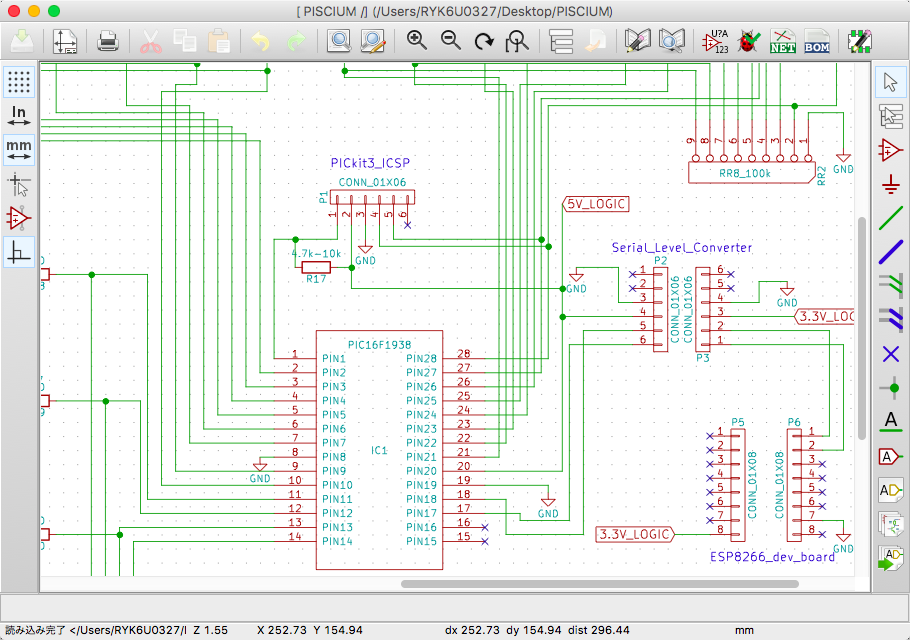 [ PISCIUM /] (/Users/RYK6U0327/Desktop/PISCIUM)
U?A
123
NET
BOM
In
mm
9 8 7 6 5 4 3 2 1
RR8_100k
RR2
GND
PICkit3_ICSP
CONN_01X06
P1
1 2 3 4 5 6
GND
4.7k-10k
R17
5V_LOGIC
Serial_Level_Converter
P2
1
2
3
4
5
6
CONN_01X06
CONN_01X06
6
5
4
3
2
1
P3
GND
GND
3.3V_LOG
PIC16F1938
IC1
1 PIN1 PIN28 28
2 PIN2 PIN27 27
3 PIN3 PIN26 26
4 PIN4 PIN25 25
5 PIN5 PIN24 24
6 PIN6 PIN23 23
7 PIN7 PIN22 22
8 PIN8 PIN21 21
9 PIN9 PIN20 20
10 PIN10 PIN19 19
11 PIN11 PIN18 18
12 PIN12 PIN17 17
13 PIN13 PIN16 16
14 PIN14 PIN15 15
GND
GND
P5
1
2
3
4
5
6
7
8
CONN_01X08
P6
1
2
3
4
5
6
7
8
CONN_01X08
3.3V_LOGIC
GND
ESP8266_dev_board
A
A
AD
AD
読み込み完了 </Users/RYK6U0327/l Z 1.55 X 252.73 Y 154.94 dx 252.73 dy 154.94 dist 296.44 mm